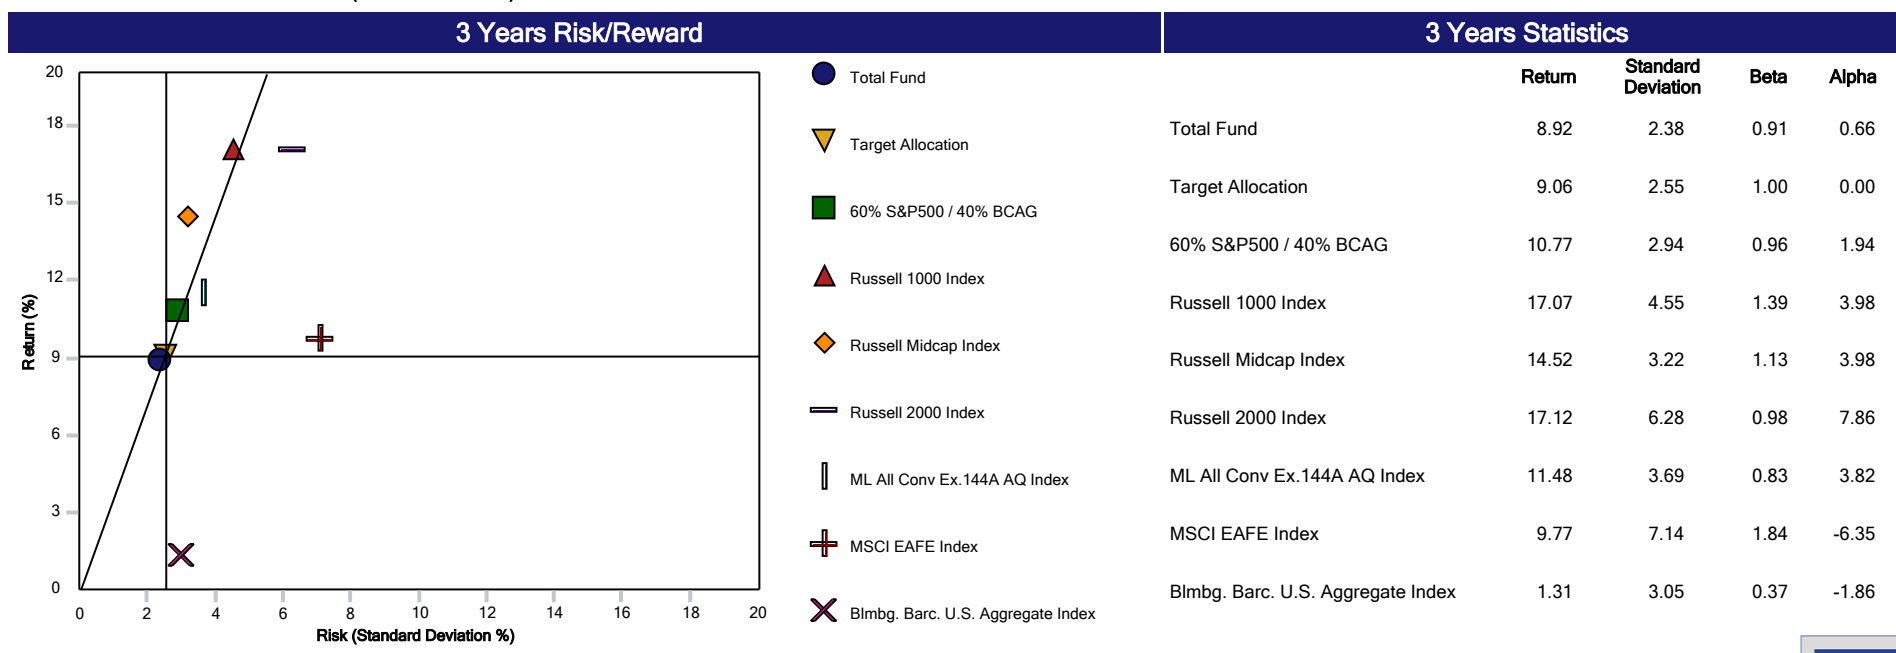 3 Years Risk/Reward
20
18
15
12
9
6
3
0
0 2 4 6 8 10 12 14 16 18 20
Return (%)
Risk (Standard Deviation %)
Total Fund
Target Allocation
60% S&P500 / 40% BCAG
Russell 1000 Index
Russell Midcap Index
Russell 2000 Index
ML All Conv Ex.144A AQ Index
MSCI EAFE Index
Blmbg. Barc. U.S. Aggregate Index
3 Years Statistics
Return Standard Deviation Beta Alpha
Total Fund 8.92 2.38 0.91 0.66
Target Allocation 9.06 2.55 1.00 0.00
60% S&P500 / 40% BCAG 10.77 2.94 0.96 1.94
Russell 1000 Index 17.07 4.55 1.39 3.98
Russell Midcap Index 14.52 3.22 1.13 3.98
Russell 2000 Index 17.12 6.28 0.98 7.86
ML All Conv Ex.144A AQ Index 11.48 3.69 0.83 3.82
MSCI EAFE Index 9.77 7.14 1.84 -6.35
Blmbg. Barc. U.S. Aggregate Index 1.31 3.05 0.37 -1.86